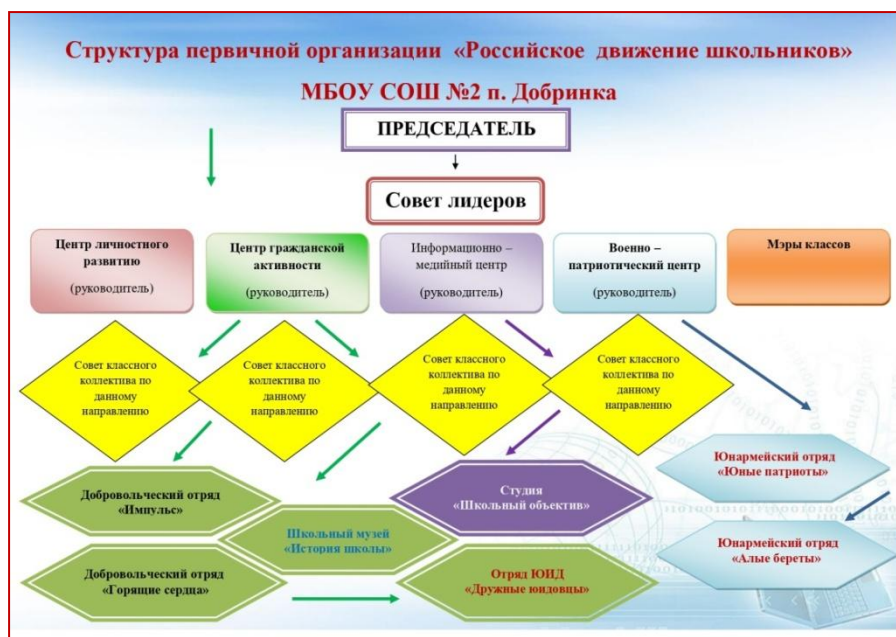 Структура первичной организации «Российское движение школьников»
МБОУ СОШ №2 п. Добринка
ПРЕДСЕДАТЕЛЬ
Совет лидеров
Центр личностного
развитию
(руководитель)
Центр гражданской
активности
(руководитель)
Информационно –
медийный центр
(руководитель)
Военно –
патриотический центр
(руководитель)
Мэры классов
Совет классного
коллектива по
данному
направлению
Совет классного
коллектива по
данному
направлению
Совет классного
коллектива по
данному
направлению
Совет классного
коллектива по
данному
направлению
Добровольческий отряд
«Импульс»
Школьный музей
«История школы»
Студия
«Школьный объектив»
Юнармейский отряд
«Юные патриоты»
Добровольческий отряд
«Горящие сердца»
Отряд ЮИД
«Дружные юидовцы»
Юнармейский отряд
«Алые береты»